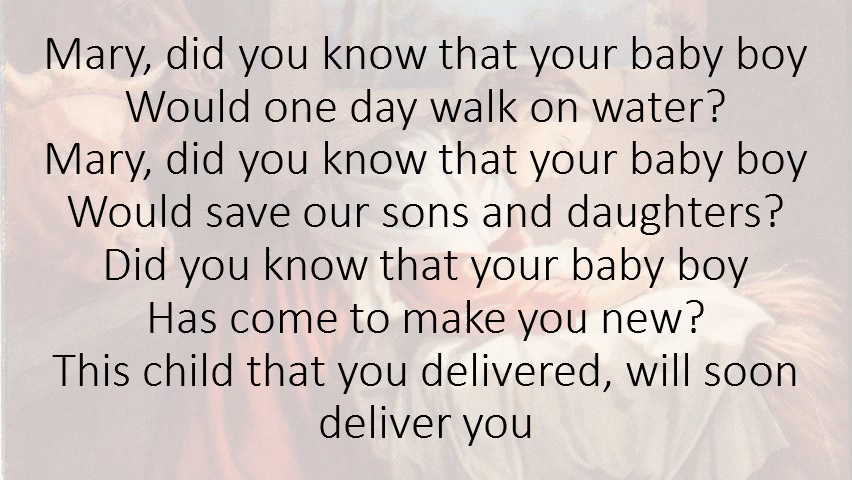 Mary, did you know that your baby boy
Would one day walk on water?
Mary, did you know that your baby boy
Would save our sons and daughters?
Did you know that your baby boy
Has come to make you new?
This child that you delivered, will soon
deliver you